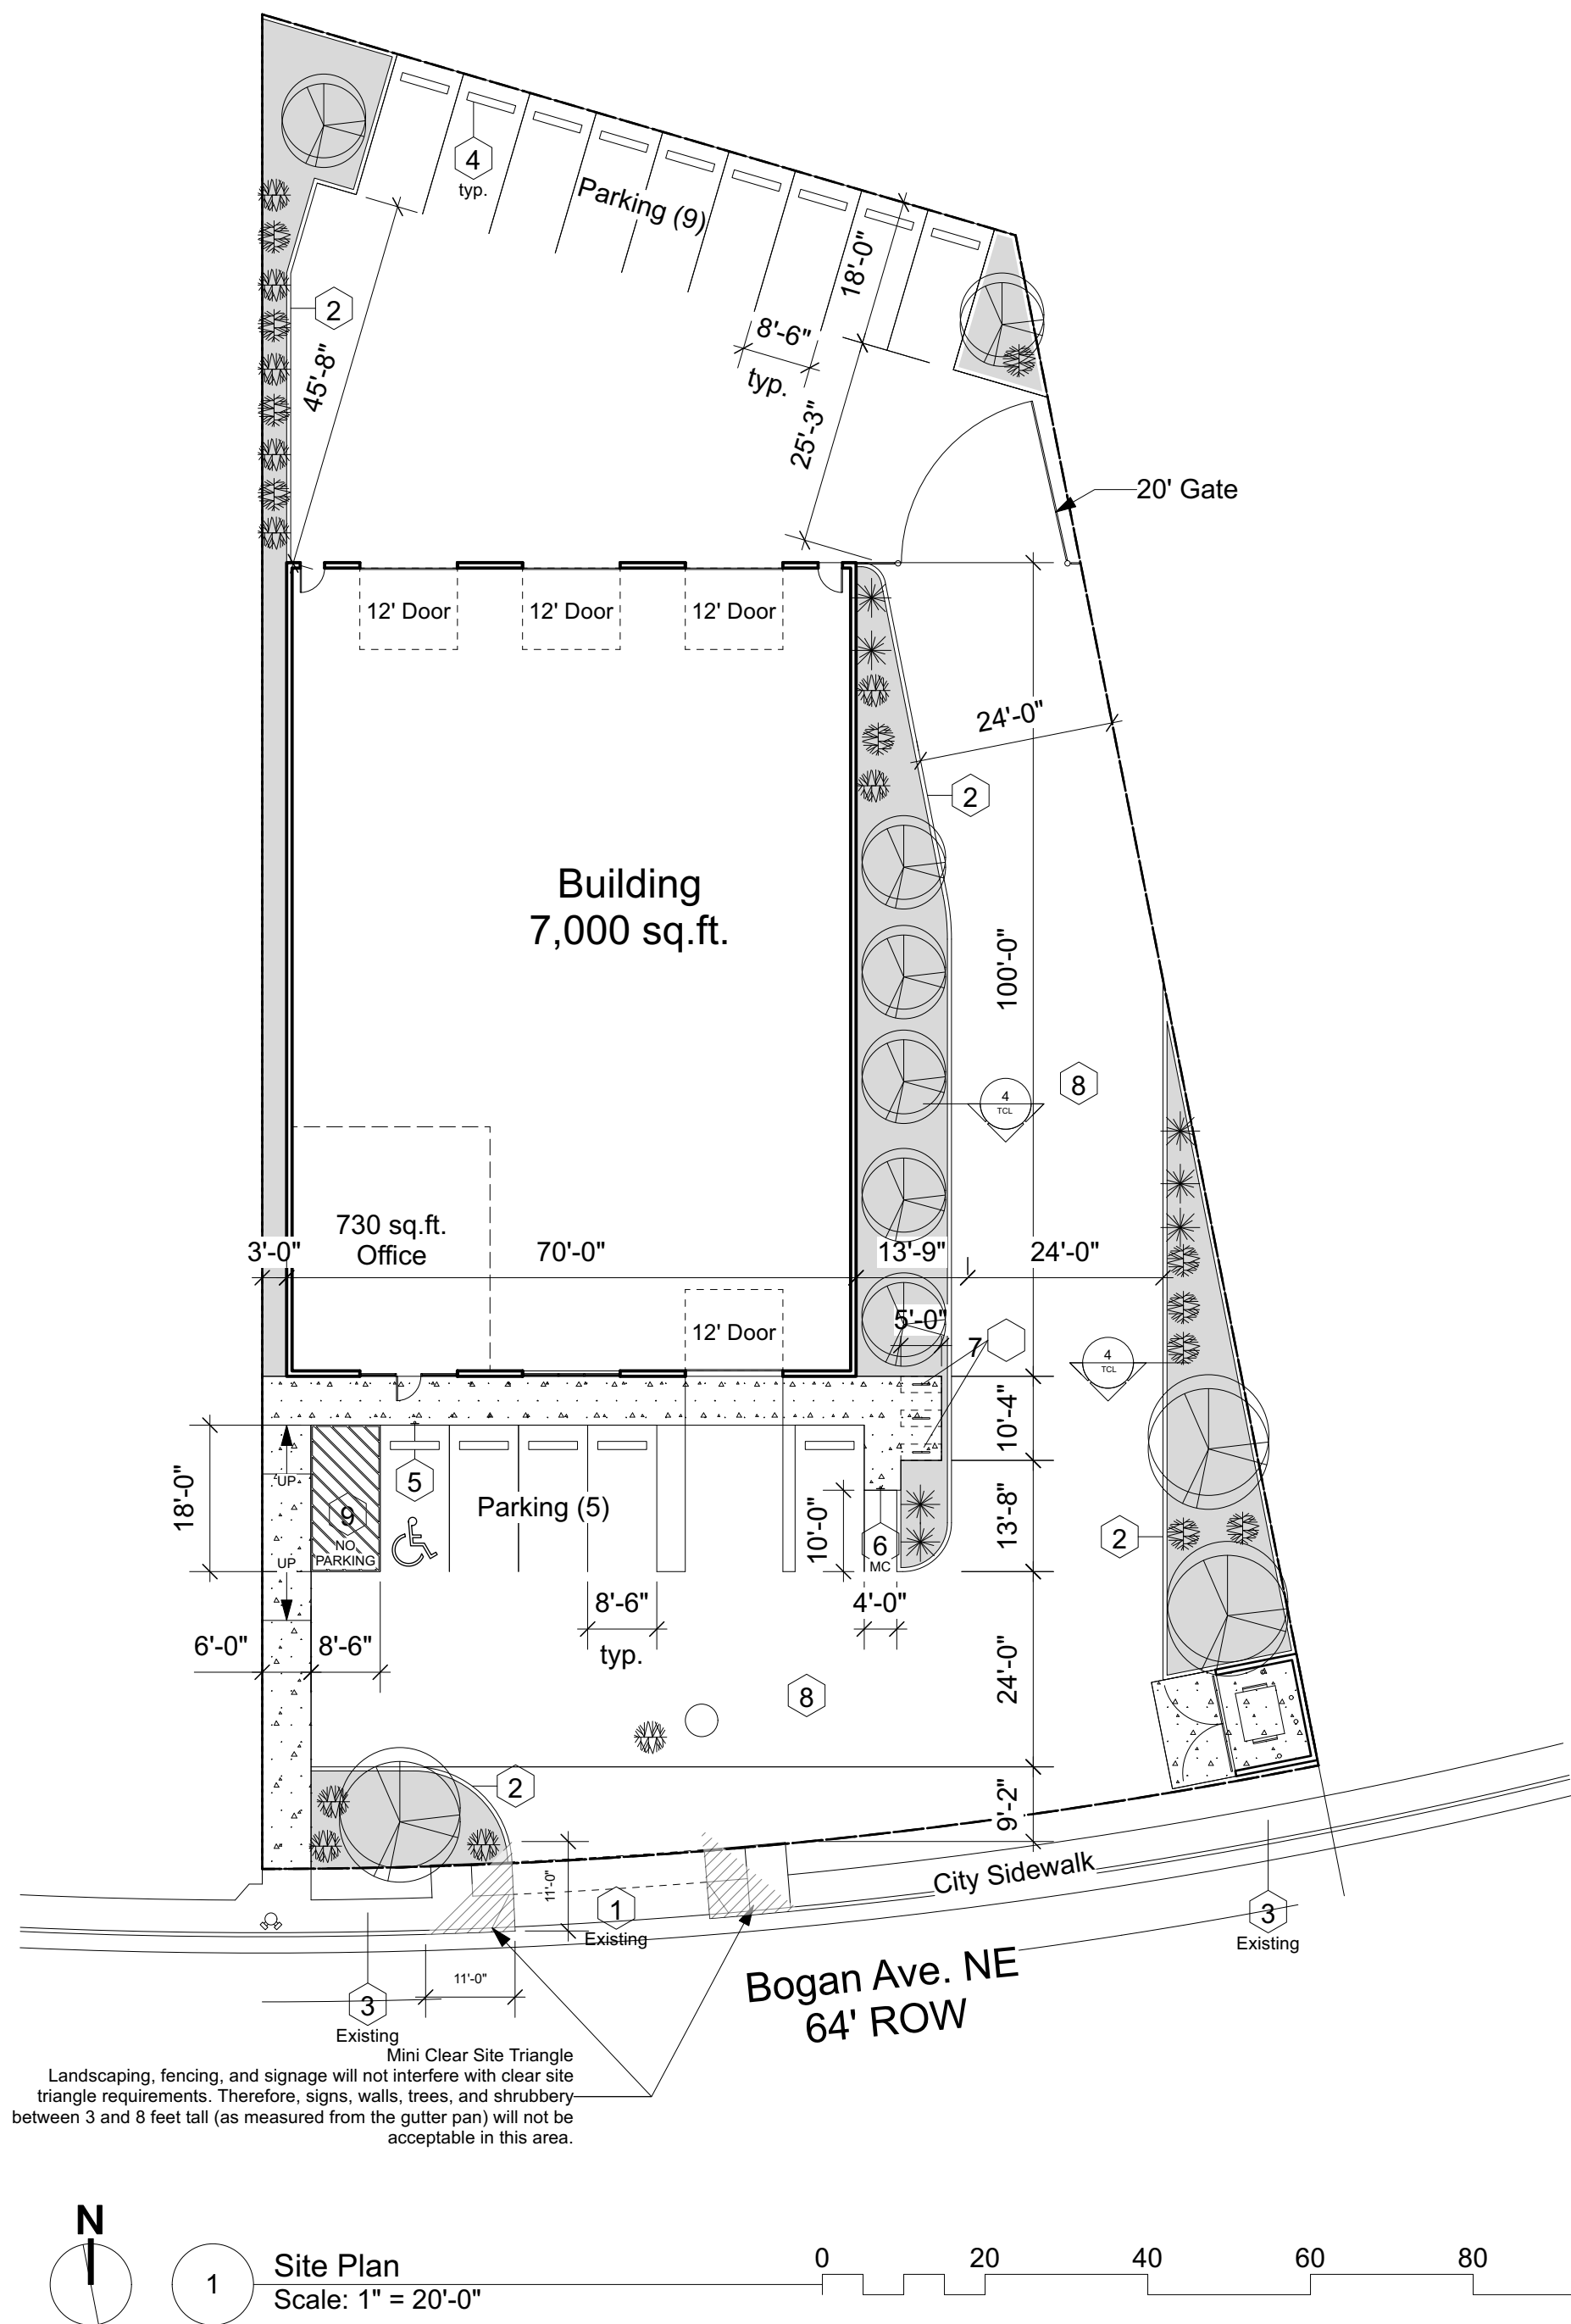 4
typ.
Parking (9)
2
18'-0"
8'-6"
typ.
45'-8"
25'-3"
20' Gate
12' Door
12' Door
12' Door
24'-0"
2
Building
7,000 sq.ft.
100'-0"
8
4
TCL
730 sq.ft.
Office
3'-0"
70'-0"
13'-9"
24'-0"
5'-0"
12' Door
7
4
TCL
10'-4"
UP
5
18'-0"
9
NO
PARKING
Parking (5)
10'-0"
6
MC
13'-8"
2
UP
8'-6"
typ.
4'-0"
6'-0"
8'-6"
8
24'-0"
2
9'-2"
11'-0"
City Sidewalk
1
Existing
3
Existing
11'-0"
3
Existing
Bogan Ave. NE
64' ROW
Mini Clear Site Triangle
Landscaping, fencing, and signage will not interfere with clear site
triangle requirements. Therefore, signs, walls, trees, and shrubbery
between 3 and 8 feet tall (as measured from the gutter pan) will not be
acceptable in this area.
N
1
Site Plan
Scale: 1" = 20'-0"
0 20 40 60 80